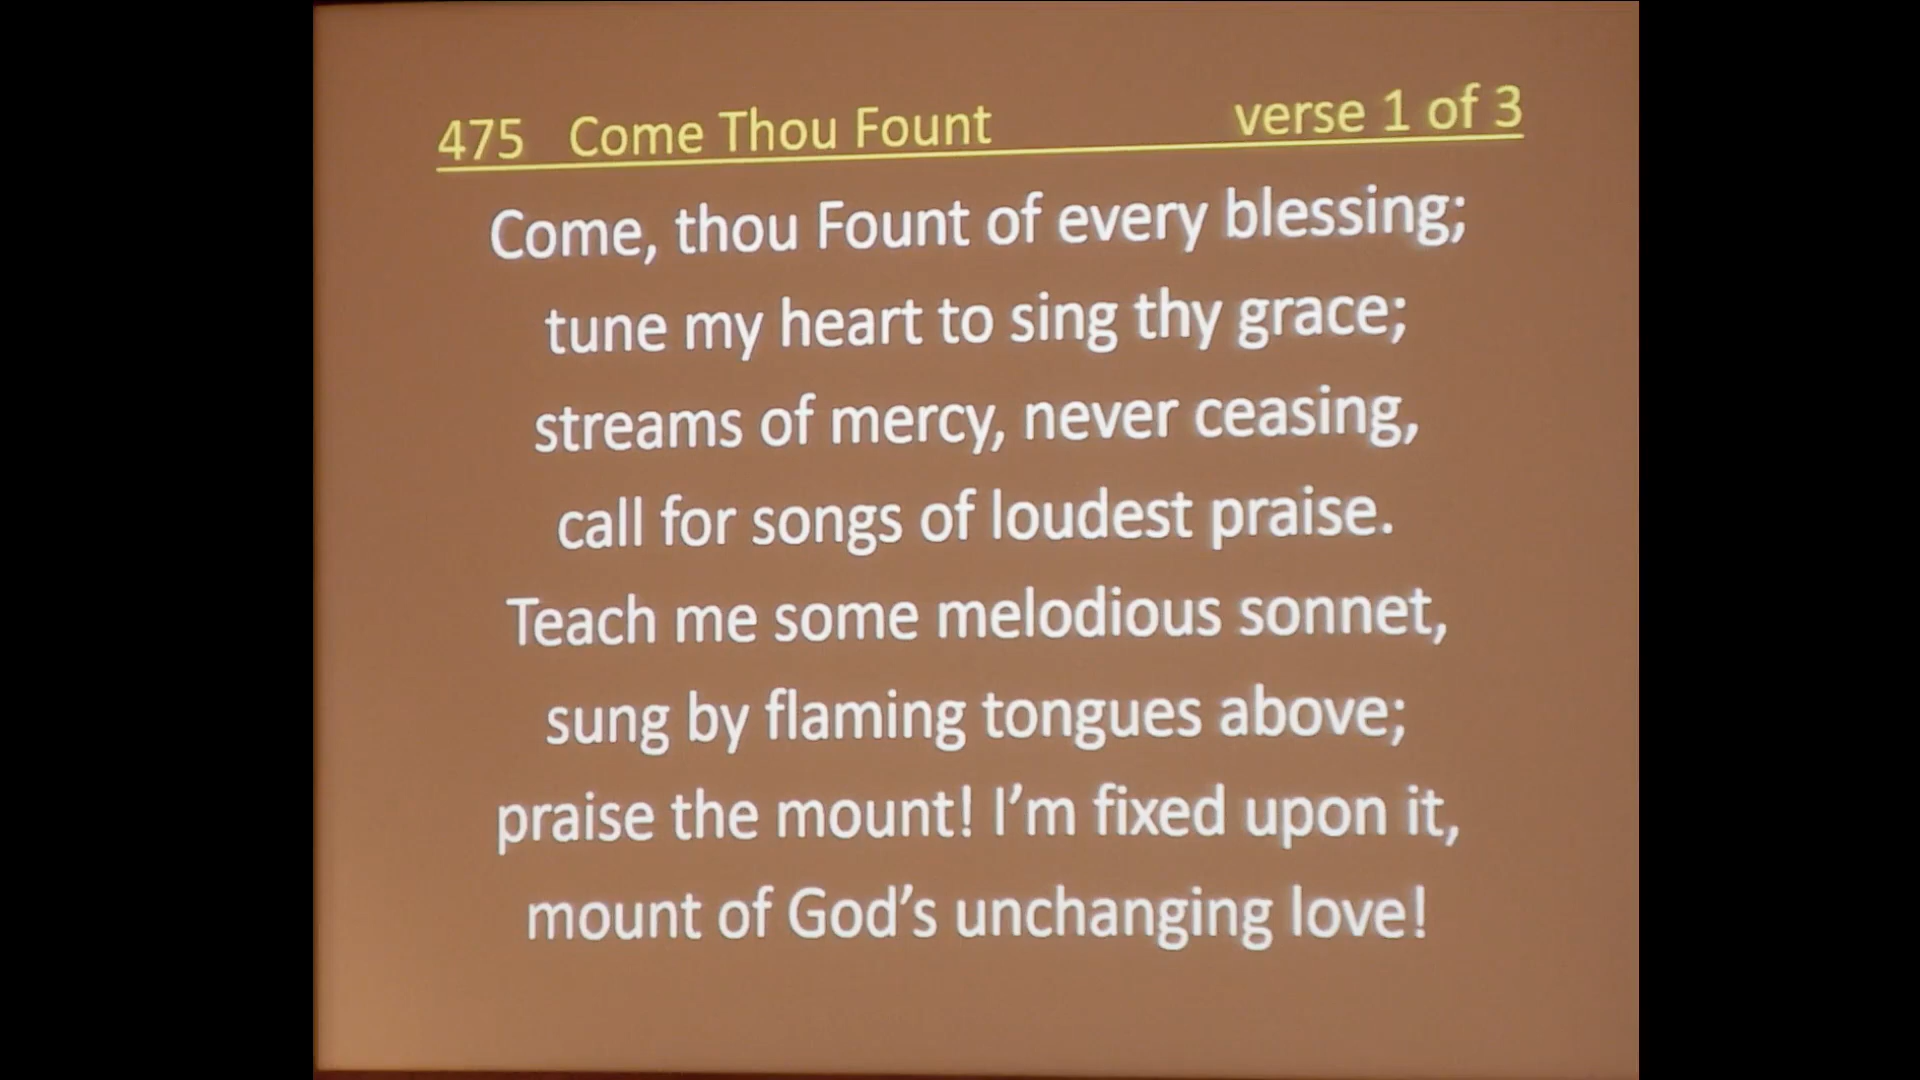 475 Come Thou Fount verse 1 of 3
Come, thou Fount of every blessing;
tune my heart to sing thy grace;
streams of mercy, never ceasing,
call for songs of loudest praise.
Teach me some melodious sonnet,
sung by flaming tongues above;
praise the mount! I’m fixed upon it,
mount of God’s unchanging love!